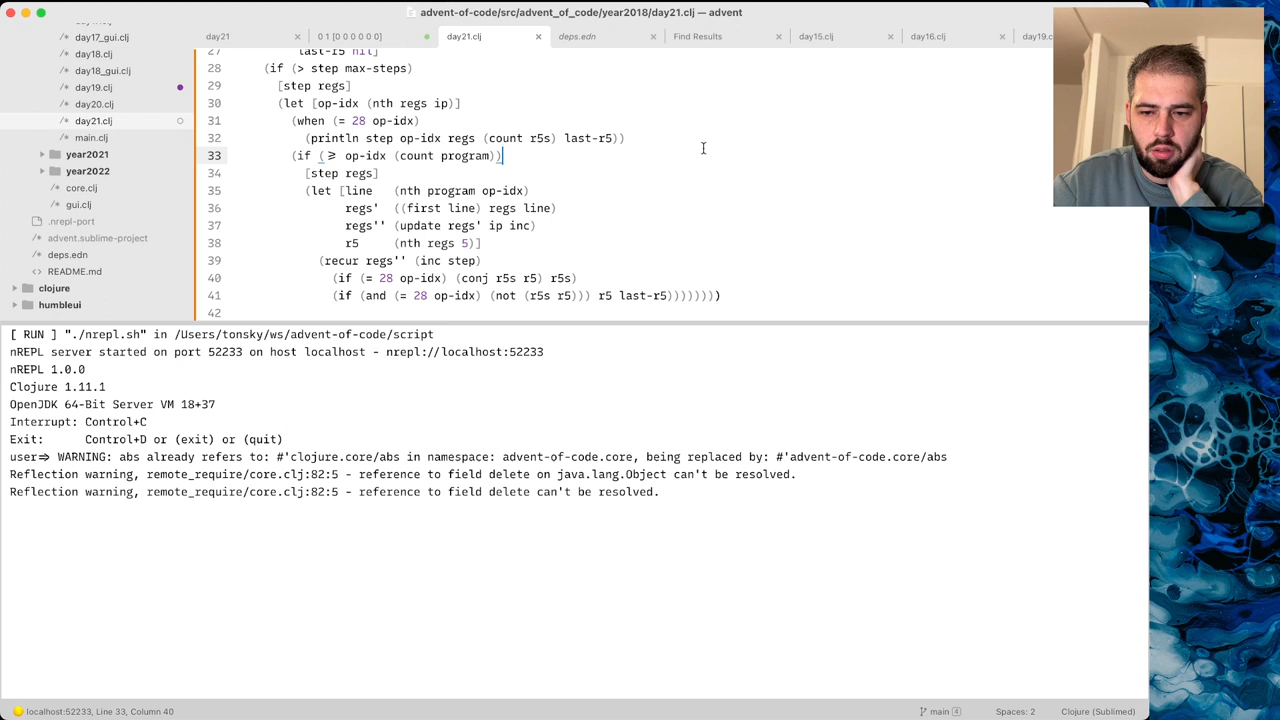 advent-of-code/src/advent_of_code/year2018/day21.clj — advent
day17_gui.clj
day18.clj
day18_gui.clj
day19.clj
day20.clj
day21.clj
main.clj
year2021
year2022
core.clj
gui.clj
.nrepl-port
advent.sublime-project
deps.edn
README.md
clojure
humbleui
day21
0 1 [0 0 0 0 0 0]
day21.clj
deps.edn
Find Results
day15.clj
day16.clj
day19.c
27 last-r5 nil]
28 (if (> step max-steps)
29 [step regs]
30 (let [op-idx (nth regs ip)]
31 (when (= 28 op-idx)
32 (println step op-idx regs (count r5s) last-r5))
33 (if (≥ op-idx (count program))
34 [step regs]
35 (let [line (nth program op-idx)
36 regs' ((first line) regs line)
37 regs'' (update regs' ip inc)
38 r5 (nth regs 5)]
39 (recur regs'' (inc step)
40 (if (= 28 op-idx) (conj r5s r5) r5s)
41 (if (and (= 28 op-idx) (not (r5s r5))) r5 last-r5))))))))
42
[ RUN ] "./nrepl.sh" in /Users/tonsky/ws/advent-of-code/script
nREPL server started on port 52233 on host localhost - nrepl://localhost:52233
nREPL 1.0.0
Clojure 1.11.1
OpenJDK 64-Bit Server VM 18+37
Interrupt: Control+C
Exit: Control+D or (exit) or (quit)
user⇒ WARNING: abs already refers to: #'clojure.core/abs in namespace: advent-of-code.core, being replaced by: #'advent-of-code.core/abs
Reflection warning, remote_require/core.clj:82:5 - reference to field delete on java.lang.Object can't be resolved.
Reflection warning, remote_require/core.clj:82:5 - reference to field delete can't be resolved.
localhost:52233, Line 33, Column 40
main 4
Spaces: 2
Clojure (Sublimed)